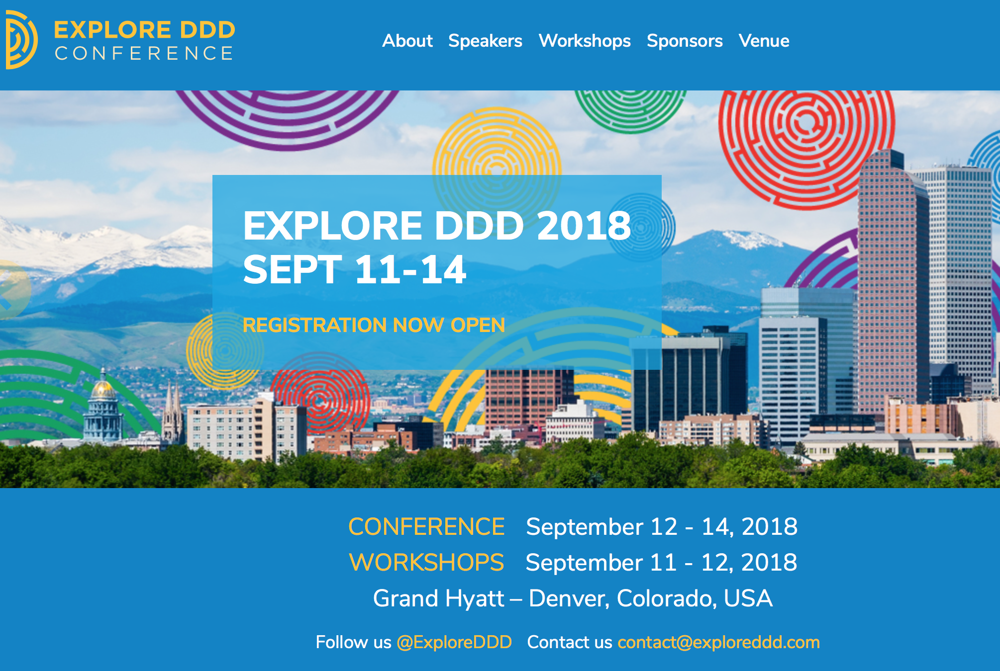 EXPLORE DDD
CONFERENCE
About Speakers Workshops Sponsors Venue
EXPLORE DDD 2018
SEPT 11-14
REGISTRATION NOW OPEN
CONFERENCE September 12 - 14, 2018
WORKSHOPS September 11 - 12, 2018
Grand Hyatt – Denver, Colorado, USA
Follow us @ExploreDDD Contact us contact@exploreddd.com